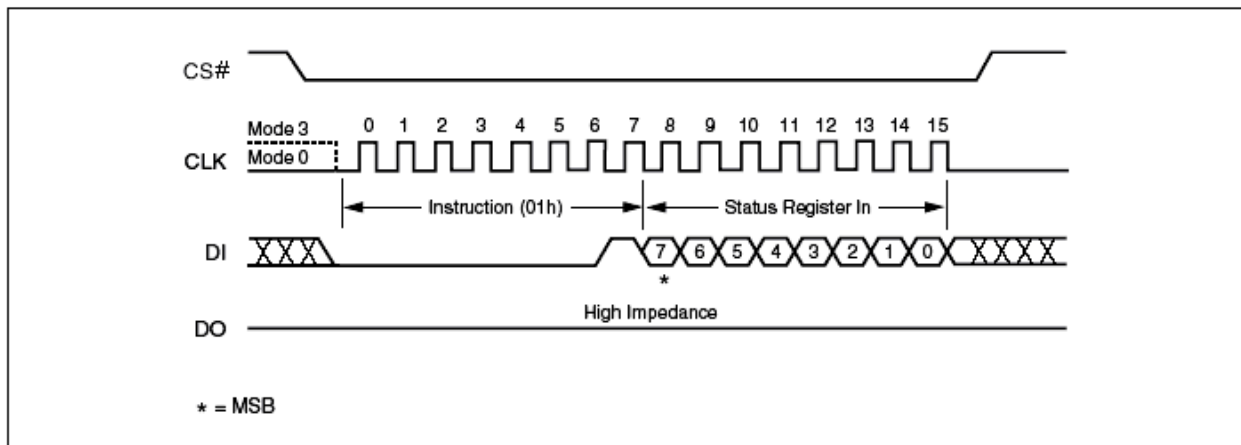 CS#
Mode 3
0 1 2 3 4 5 6 7 8 9 10 11 12 13 14 15
CLK
Mode 0
Instruction (01h)
Status Register In
DI
7 6 5 4 3 2 1 0
*
High Impedance
DO
* = MSB